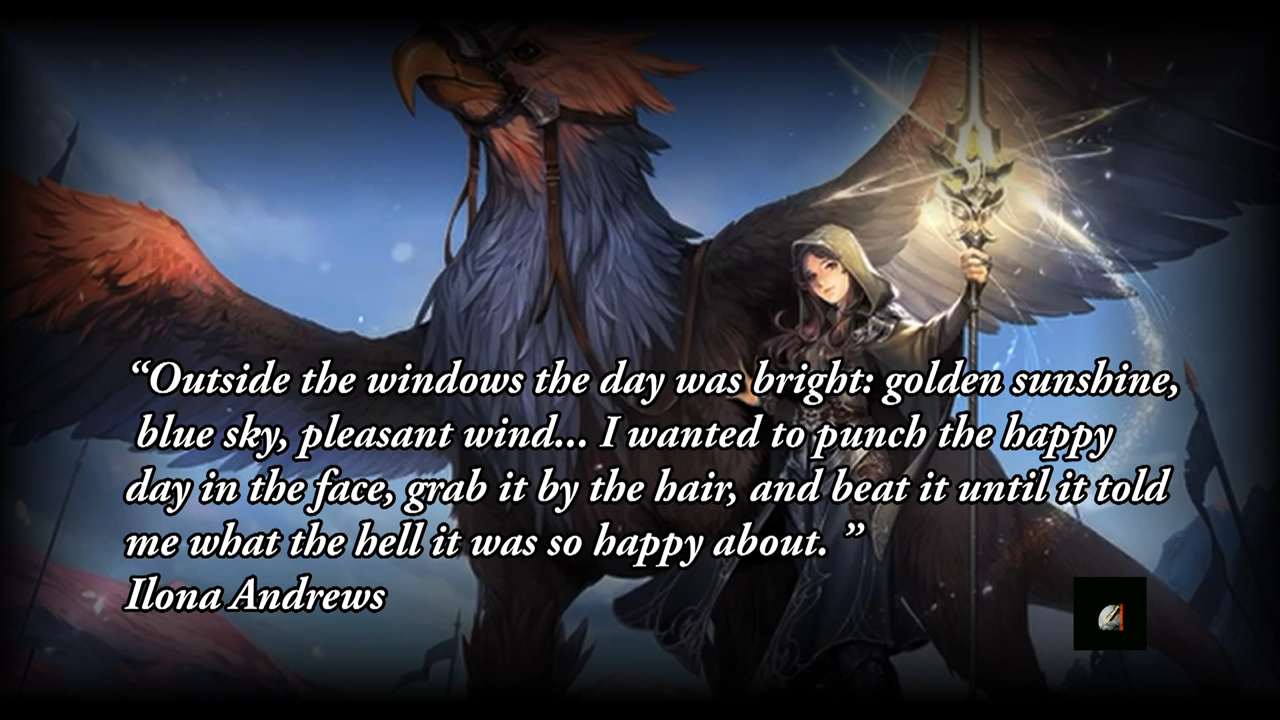 “Outside the windows the day was bright: golden sunshine,
blue sky, pleasant wind... I wanted to punch the happy
day in the face, grab it by the hair, and beat it until it told
me what the hell it was so happy about. ”
Ilona Andrews